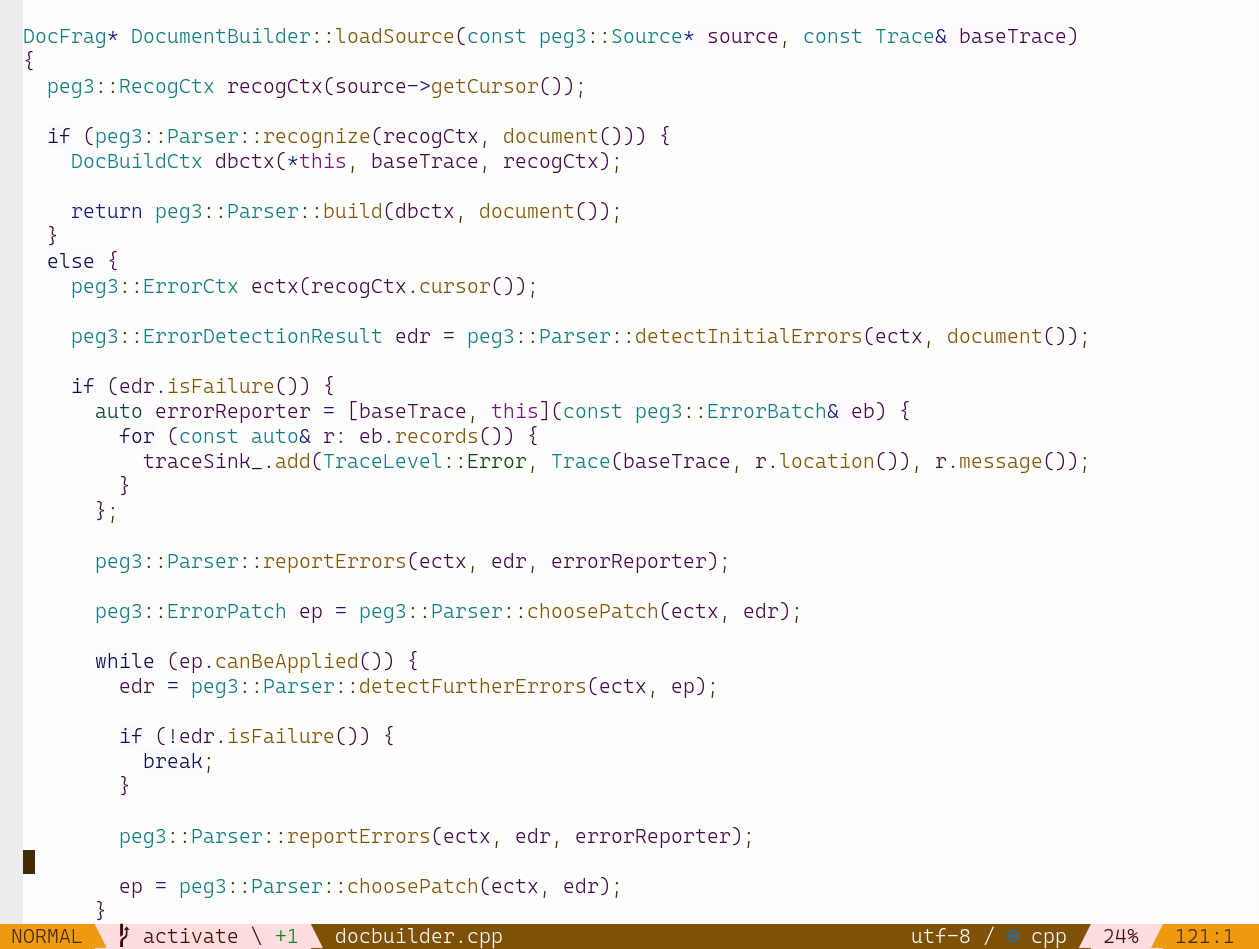 DocFrag* DocumentBuilder::loadSource(const peg3::Source* source, const Trace& baseTrace)
{
  peg3::RecogCtx recogCtx(source->getCursor());

  if (peg3::Parser::recognize(recogCtx, document())) {
    DocBuildCtx dbctx(*this, baseTrace, recogCtx);

    return peg3::Parser::build(dbctx, document());
  }
  else {
    peg3::ErrorCtx ectx(recogCtx.cursor());

    peg3::ErrorDetectionResult edr = peg3::Parser::detectInitialErrors(ectx, document());

    if (edr.isFailure()) {
      auto errorReporter = [baseTrace, this](const peg3::ErrorBatch& eb) {
        for (const auto& r: eb.records()) {
          traceSink_.add(TraceLevel::Error, Trace(baseTrace, r.location()), r.message());
        }
      };

      peg3::Parser::reportErrors(ectx, edr, errorReporter);

      peg3::ErrorPatch ep = peg3::Parser::choosePatch(ectx, edr);

      while (ep.canBeApplied()) {
        edr = peg3::Parser::detectFurtherErrors(ectx, ep);

        if (!edr.isFailure()) {
          break;
        }

        peg3::Parser::reportErrors(ectx, edr, errorReporter);

        ep = peg3::Parser::choosePatch(ectx, edr);
      }
NORMAL activate \ +1 docbuilder.cpp utf-8 / cpp 24% 121:1